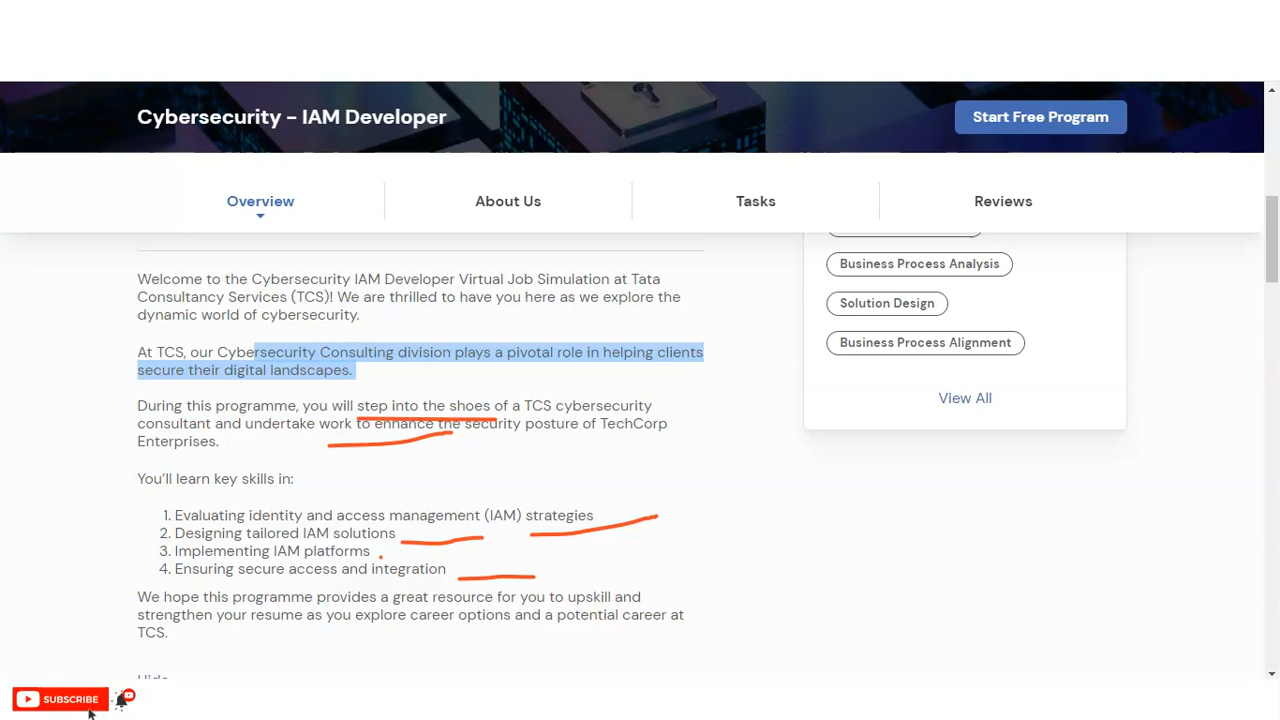 Cybersecurity - IAM Developer
Start Free Program
Overview
About Us
Tasks
Reviews
Welcome to the Cybersecurity IAM Developer Virtual Job Simulation at Tata
Consultancy Services (TCS)! We are thrilled to have you here as we explore the
dynamic world of cybersecurity.
At TCS, our Cybersecurity Consulting division plays a pivotal role in helping clients
secure their digital landscapes.
During this programme, you will step into the shoes of a TCS cybersecurity
consultant and undertake work to enhance the security posture of TechCorp
Enterprises.
You'll learn key skills in:
1. Evaluating identity and access management (IAM) strategies
2. Designing tailored IAM solutions
3. Implementing IAM platforms
4. Ensuring secure access and integration
We hope this programme provides a great resource for you to upskill and
strengthen your resume as you explore career options and a potential career at
TCS.
Business Process Analysis
Solution Design
Business Process Alignment
View All
SUBSCRIBE